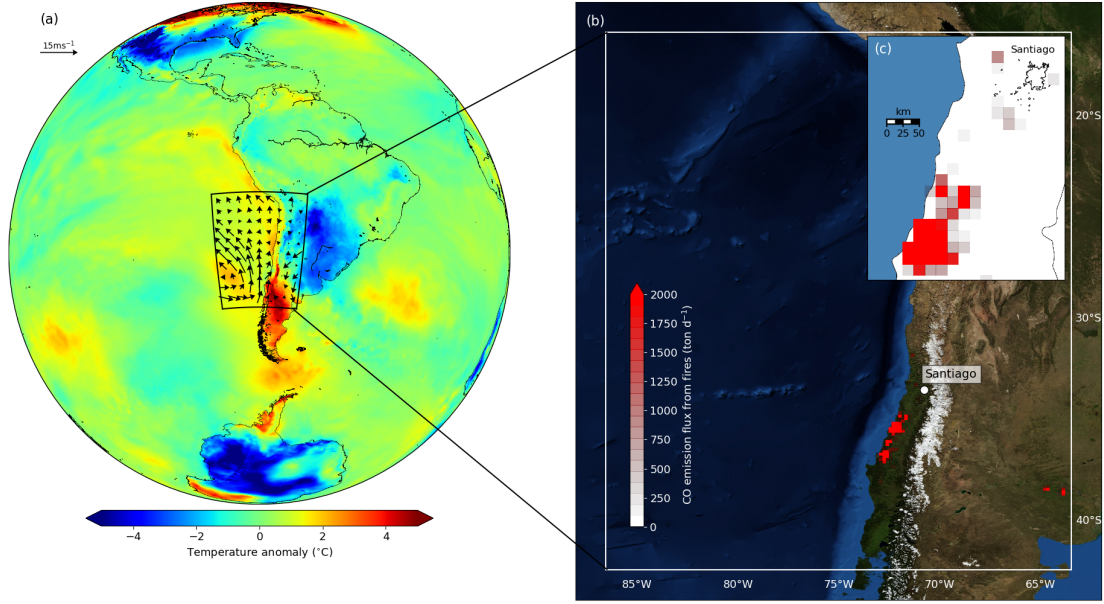 (a)
15ms⁻¹
−4 −2 0 2 4
Temperature anomaly (°C)
(b)
(c)
Santiago
km
0 25 50
20°S
30°S
40°S
2000
1750
1500
1250
1000
750
500
250
0
CO emission flux from fires (ton d⁻¹)
Santiago
85°W 80°W 75°W 70°W 65°W